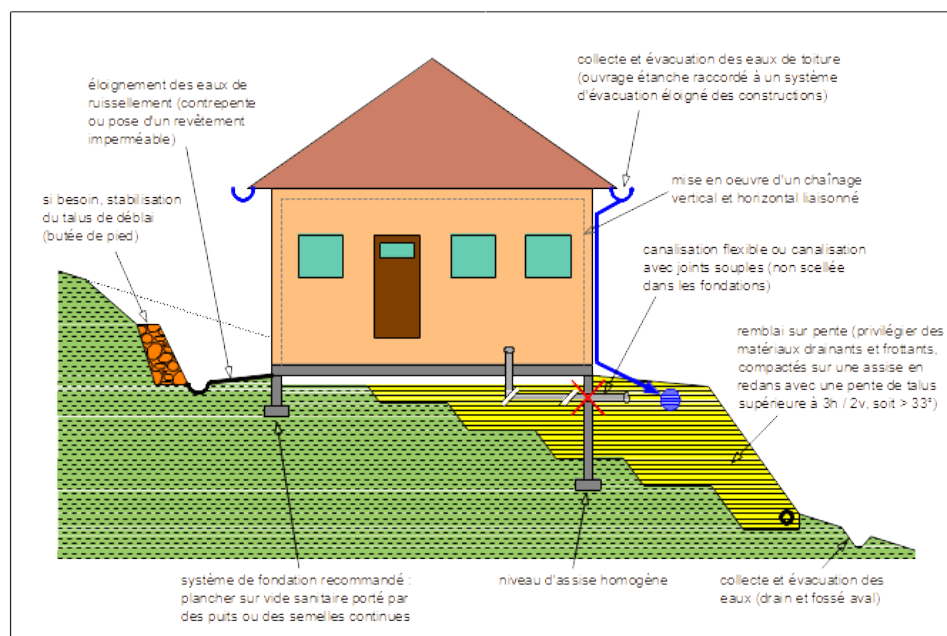 collecte et évacuation des eaux de toiture
(ouvrage étanche raccordé à un système
d'évacuation éloigné des constructions)
éloignement des eaux de
ruissellement (contrepente
ou pose d'un revêtement
imperméable)
mise en oeuvre d'un chaînage
vertical et horizontal liaisonné
si besoin, stabilisation
du talus de déblai
(butée de pied)
canalisation flexible ou canalisation
avec joints souples (non scellée
dans les fondations)
remblai sur pente (privilégier des
matériaux drainants et frottants,
compactés sur une assise en
redans avec une pente de talus
supérieure à 3h / 2v, soit > 33°)
système de fondation recommandé :
plancher sur vide sanitaire porté par
des puits ou des semelles continues
niveau d'assise homogène
collecte et évacuation des
eaux (drain et fossé aval)